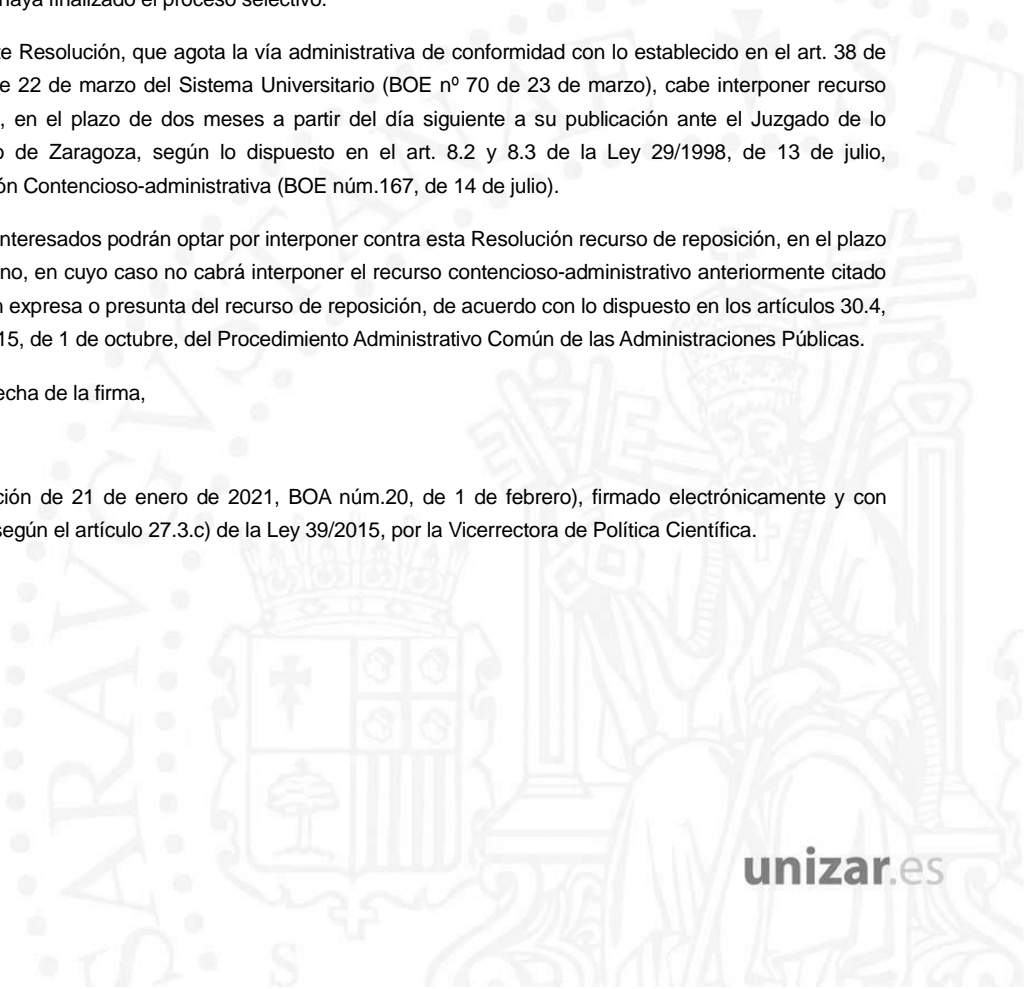 haya finalizado el proceso selectivo.
te Resolución, que agota la vía administrativa de conformidad con lo establecido en el art. 38 de
e 22 de marzo del Sistema Universitario (BOE nº 70 de 23 de marzo), cabe interponer recurso
, en el plazo de dos meses a partir del día siguiente a su publicación ante el Juzgado de lo
o de Zaragoza, según lo dispuesto en el art. 8.2 y 8.3 de la Ley 29/1998, de 13 de julio,
ón Contencioso-administrativa (BOE núm.167, de 14 de julio).
interesados podrán optar por interponer contra esta Resolución recurso de reposición, en el plazo
no, en cuyo caso no cabrá interponer el recurso contencioso-administrativo anteriormente citado
n expresa o presunta del recurso de reposición, de acuerdo con lo dispuesto en los artículos 30.4,
15, de 1 de octubre, del Procedimiento Administrativo Común de las Administraciones Públicas.
echa de la firma,
ción de 21 de enero de 2021, BOA núm.20, de 1 de febrero), firmado electrónicamente y con
según el artículo 27.3.c) de la Ley 39/2015, por la Vicerrectora de Política Científica.
unizar.es